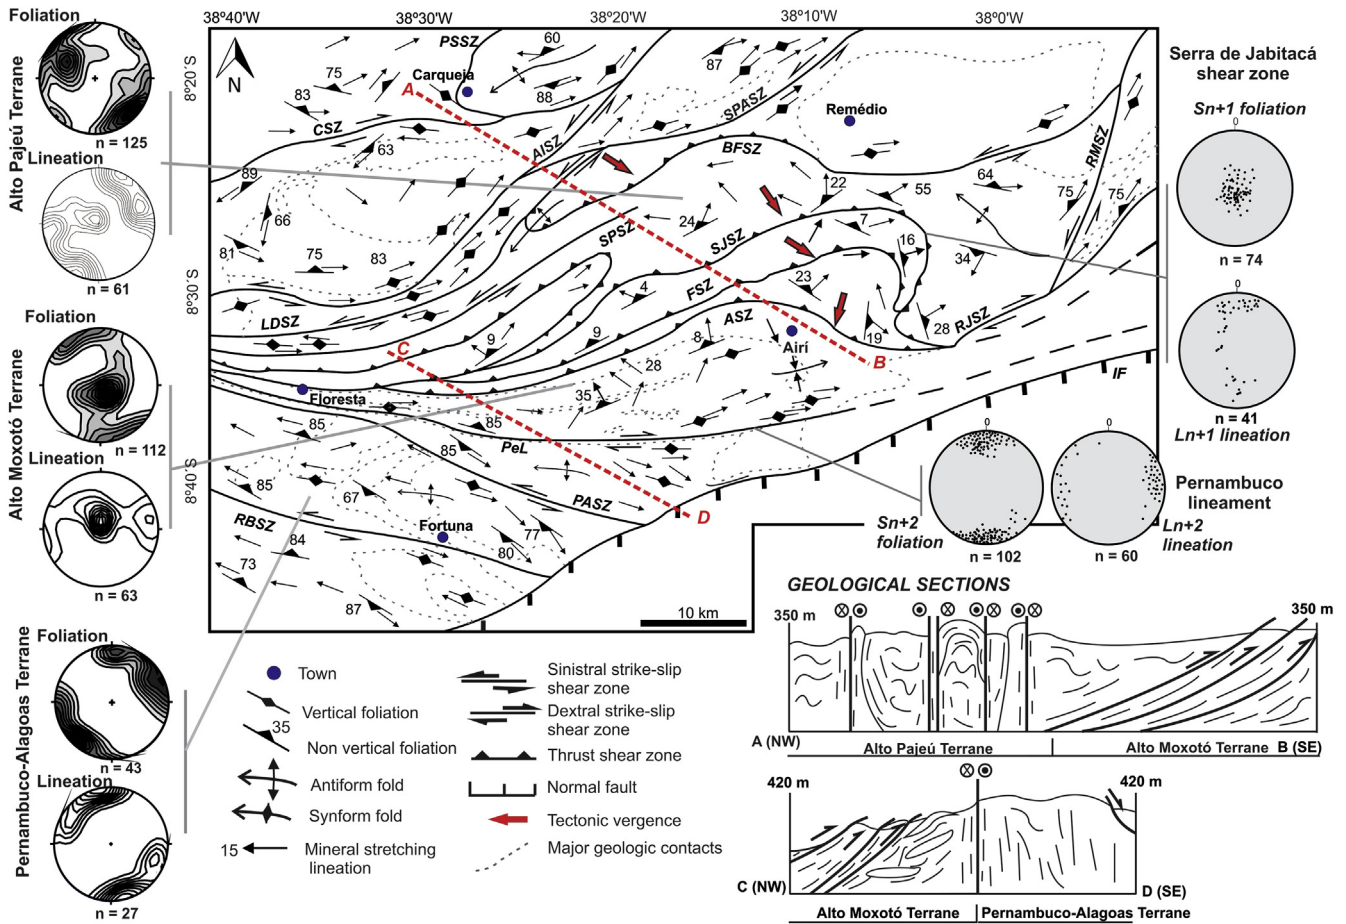 Foliation
Alto Pajeú Terrane
n = 125
Lineation
n = 61
Foliation
Alto Moxotó Terrane
n = 112
Lineation
n = 63
Foliation
Pernambuco-Alagoas Terrane
n = 43
Lineation
n = 27
38°40'W
38°30'W
38°20'W
38°10'W
38°0'W
8°20´S
8°30´S
8°40´S
N
PSSZ
60
87
75
Carqueja
A
83
88
SPASZ
Remédio
CSZ
63
AISZ
BFSZ
RMSZ
89
22
55
64
75
75
66
24
7
SPSZ
SJSZ
16
81
75
83
34
4
23
FSZ
LDSZ
ASZ
28
RJSZ
9
9
8
19
C
Airí
B
28
IF
Floresta
35
85
85
PeL
85
85
67
PASZ
D
RBSZ
Fortuna
77
84
80
73
87
10 km
Serra de Jabitacá
shear zone
Sn+1 foliation
0
n = 74
0
n = 41
Ln+1 lineation
0
0
Pernambuco
lineament
Sn+2
foliation
n = 102
n = 60
Ln+2
lineation
Town
Vertical foliation
35
Non vertical foliation
Antiform fold
Synform fold
15
Mineral stretching
lineation
Sinistral strike-slip
shear zone
Dextral strike-slip
shear zone
Thrust shear zone
Normal fault
Tectonic vergence
Major geologic contacts
GEOLOGICAL SECTIONS
350 m
350 m
A (NW)
Alto Pajeú Terrane
Alto Moxotó Terrane
B (SE)
420 m
420 m
C (NW)
D (SE)
Alto Moxotó Terrane
Pernambuco-Alagoas Terrane